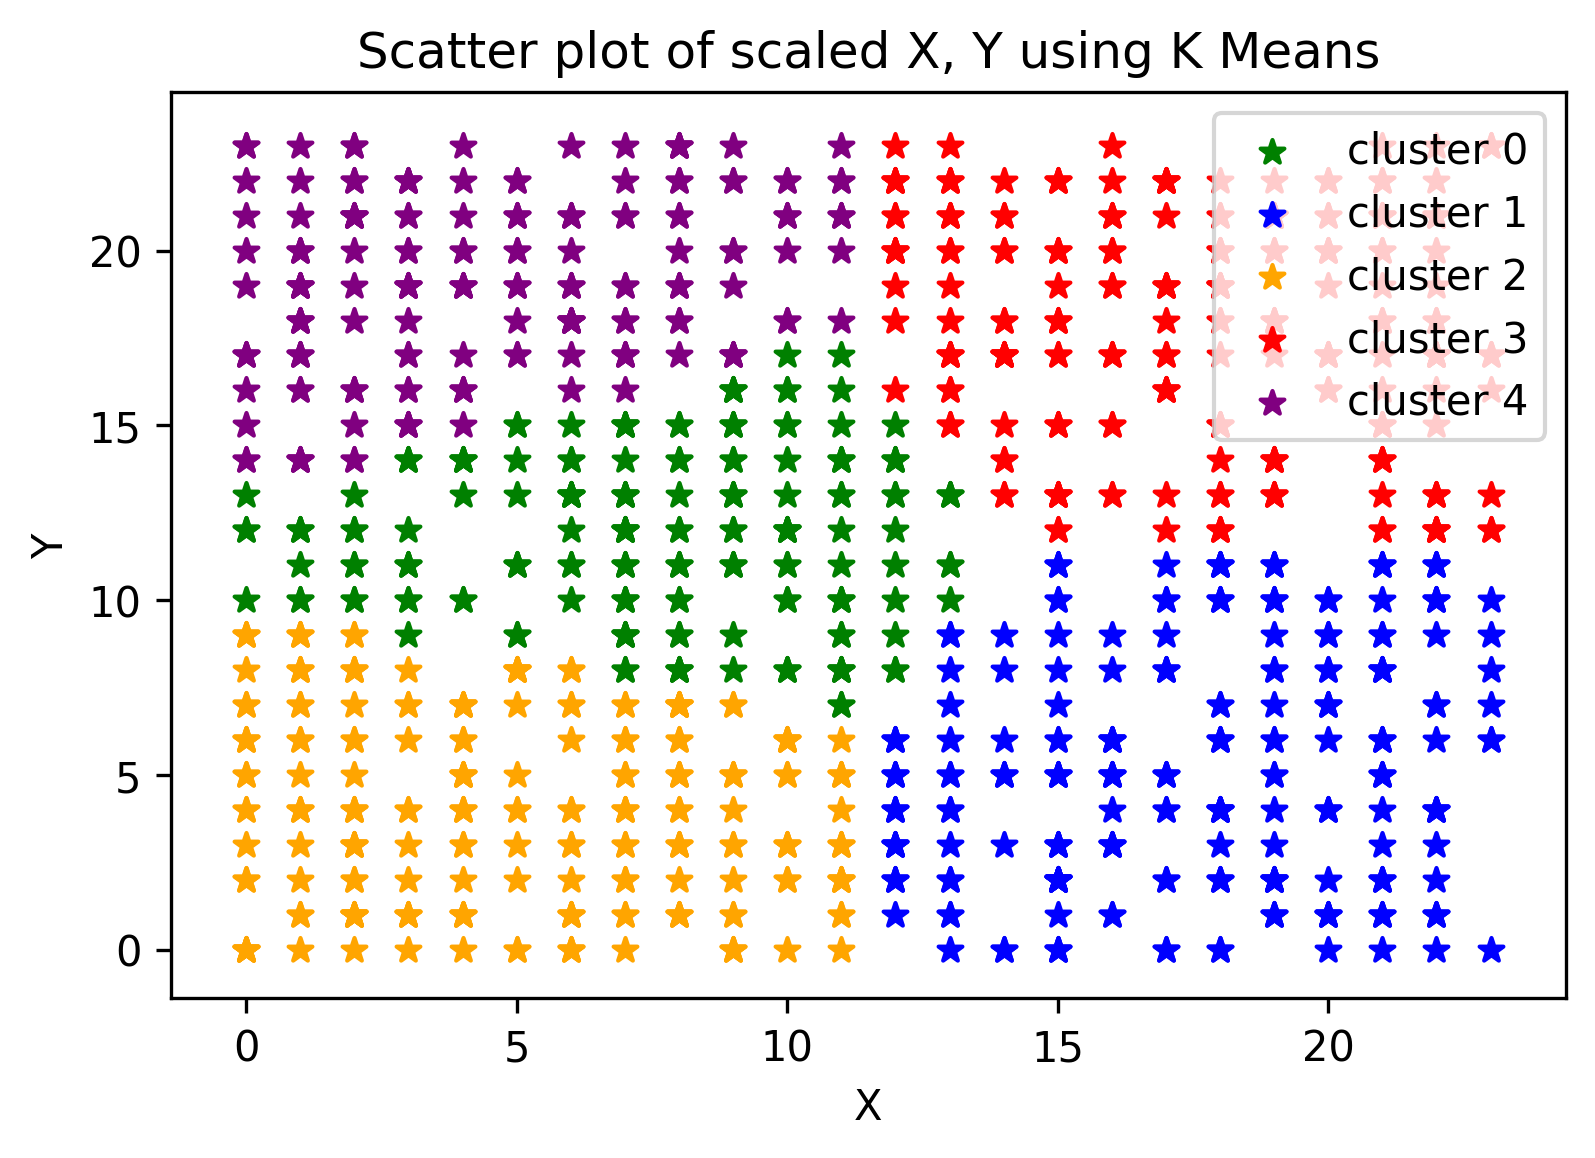 Scatter plot of scaled X, Y using K Means
cluster 0
cluster 1
cluster 2
cluster 3
cluster 4
20
15
10
5
0
Y
0 5 10 15 20
X